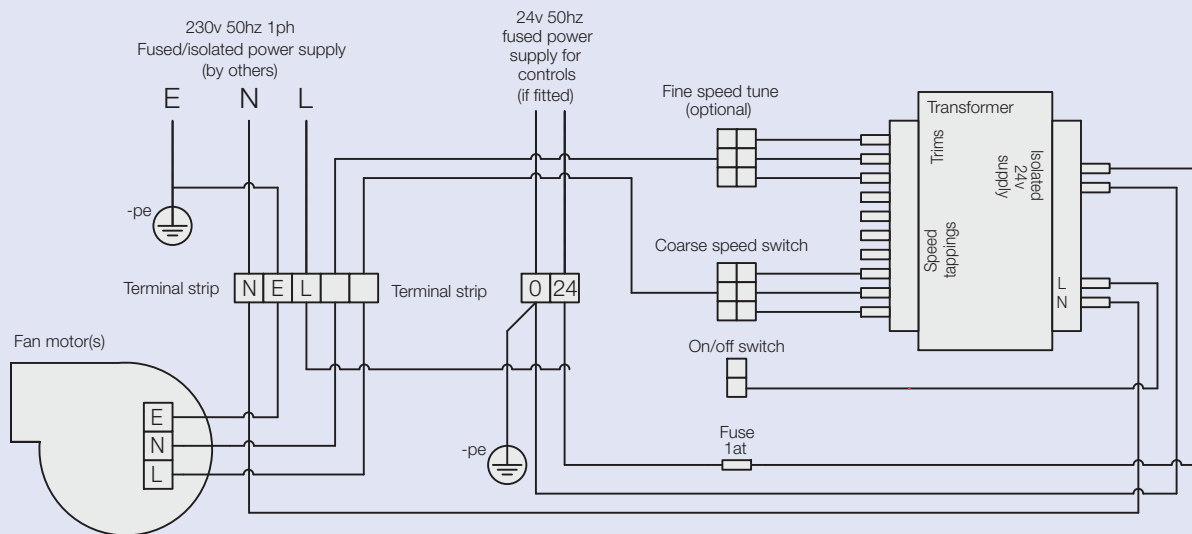 230v 50hz 1ph
Fused/isolated power supply
(by others)
E N L
24v 50hz
fused power
supply for
controls
(if fitted)
Fine speed tune
(optional)
Transformer
Trims
Speed
tappings
Isolated
24v
supply
L
N
-pe
Coarse speed switch
Terminal strip
N E L
Terminal strip
0 24
On/off switch
Fan motor(s)
E
N
L
-pe
Fuse
1at